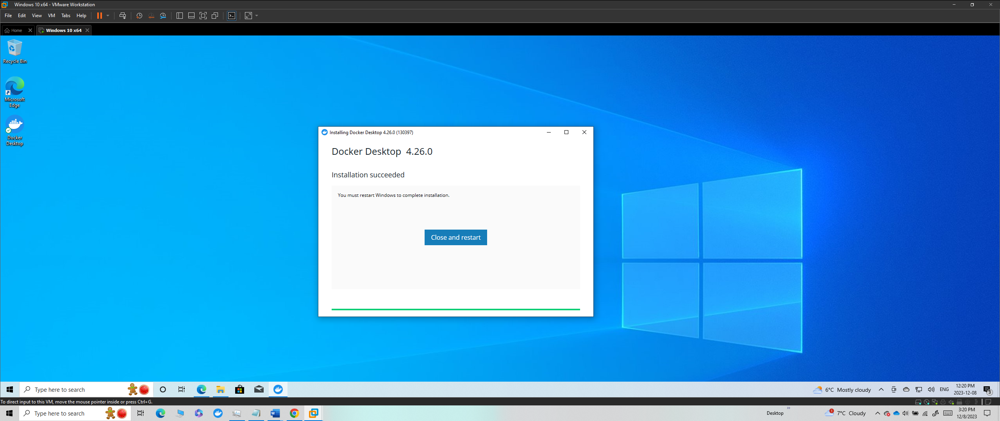 Windows 10 x64 - VMware Workstation
File Edit View VM Tabs Help
Home Windows 10 x64
Recycle Bin
Microsoft
Edge
Docker
Desktop
Installing Docker Desktop 4.26.0 (130397)
Docker Desktop 4.26.0
Installation succeeded
You must restart Windows to complete installation.
Close and restart
Type here to search
6°C Mostly cloudy
ENG
12:20 PM
2023-12-08
3
To direct input to this VM, move the mouse pointer inside or press Ctrl+G.
Type here to search
Desktop
1
7°C Cloudy
3:20 PM
12/8/2023